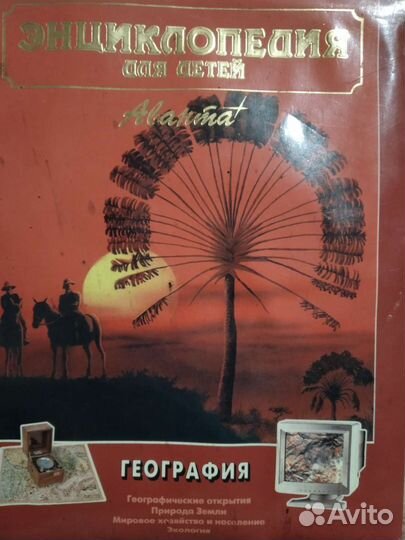 ЭНЦИКЛОПЕДИЯ
ДЛЯ ДЕТЕЙ
Аванта+
ГЕОГРАФИЯ
Географические открытия
Природа Земли
Мировое хозяйство и население
Экология
Avito